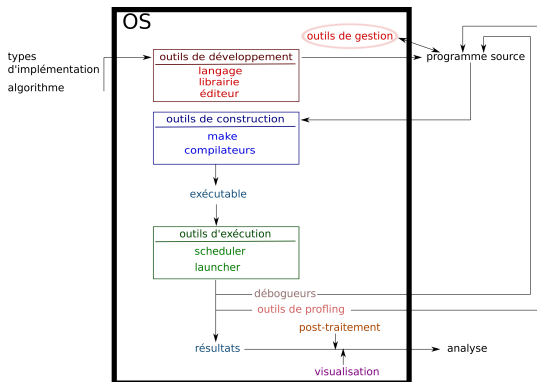 OS
outils de gestion
types
d'implémentation
algorithme
outils de développement
langage
librairie
éditeur
programme source
outils de construction
make
compilateurs
exécutable
outils d'exécution
scheduler
launcher
débogueurs
outils de profling
post-traitement
résultats
analyse
visualisation